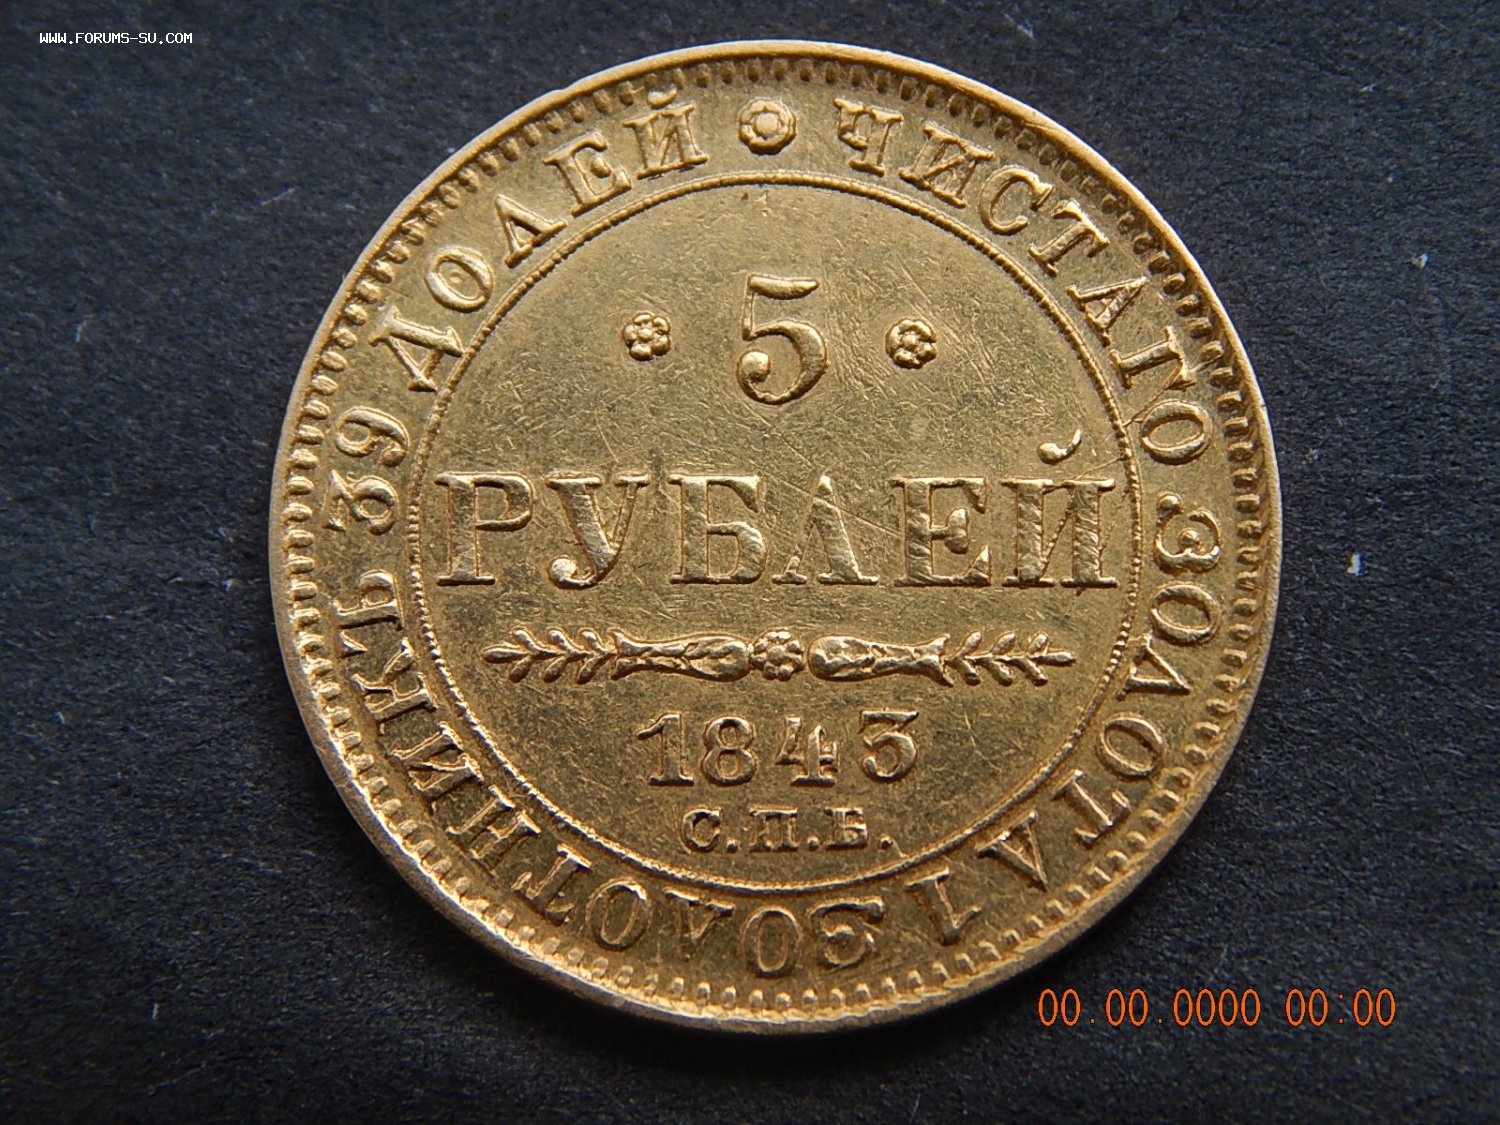 WWW.FORUMS-SU.COM
ЧИСТАГО ЗОЛОТА 1 ЗОЛОТНИКЪ 39 ДОЛЕЙ
5
РУБЛЕЙ
1843
С.П.Б.
00.00.0000 00:00